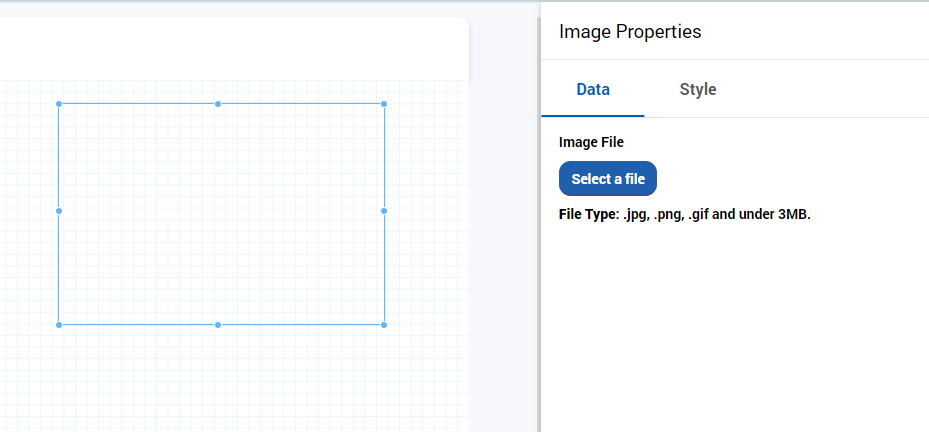 Image Properties
Data Style
Image File
Select a file
File Type: .jpg, .png, .gif and under 3MB.